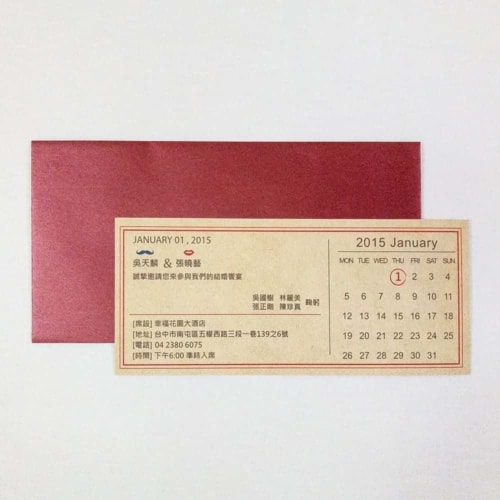 JANUARY 01 , 2015
吳天麟 & 張曉藝
誠摯邀請您來參與我們的結婚饗宴
吳國樹 林麗美
張正剛 陳珍真
鞠躬
[席設] 幸福花園大酒店
[地址] 台中市南屯區五權西路三段一巷139之6號
[電話] 04 2380 6075
[時間] 下午6:00 準時入席
2015 January
MON TUE WED THU FRI SAT SUN
1 2 3 4
5 6 7 8 9 10 11
12 13 14 15 16 17 18
19 20 21 22 23 24 25
26 27 28 29 30 31